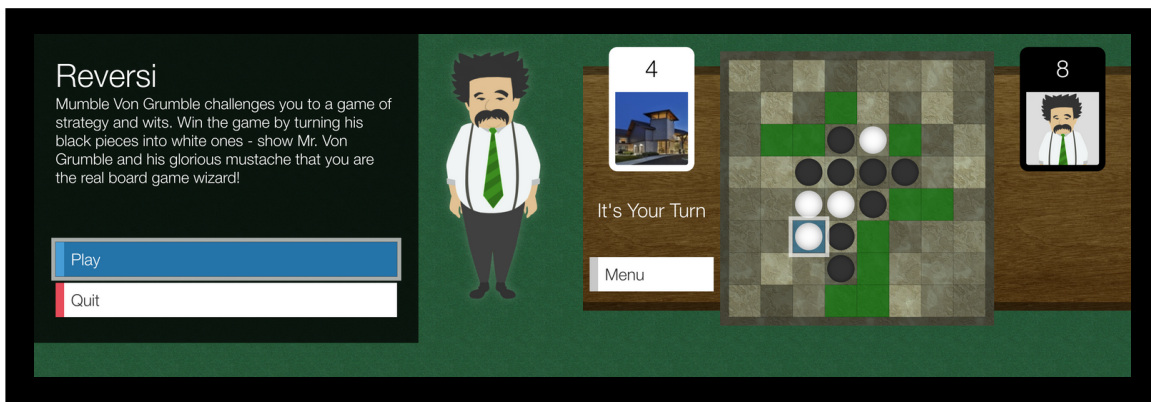 Reversi
Mumble Von Grumble challenges you to a game of
strategy and wits. Win the game by turning his
black pieces into white ones - show Mr. Von
Grumble and his glorious mustache that you are
the real board game wizard!
Play
Quit
4
It's Your Turn
Menu
8